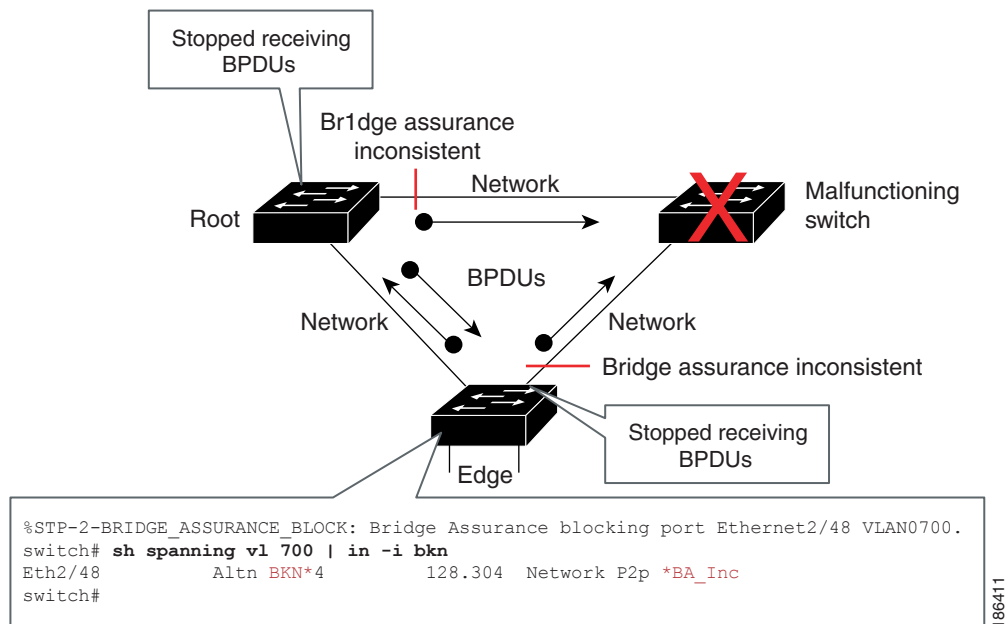 Stopped receiving
BPDUs
Br1dge assurance
inconsistent
Network
Root
Malfunctioning
switch
BPDUs
Network
Network
Bridge assurance inconsistent
Stopped receiving
BPDUs
Edge
%STP-2-BRIDGE_ASSURANCE_BLOCK: Bridge Assurance blocking port Ethernet2/48 VLAN0700.
switch# sh spanning vl 700 | in -i bkn
Eth2/48 Altn BKN*4 128.304 Network P2p *BA_Inc
switch#
186411